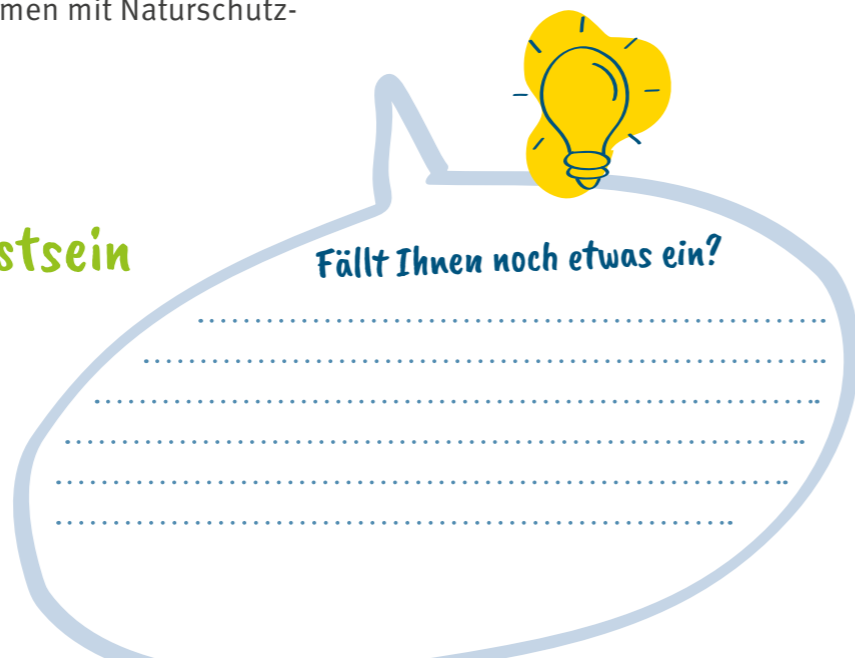 men mit Naturschutz-
stsein
Fällt Ihnen noch etwas ein?